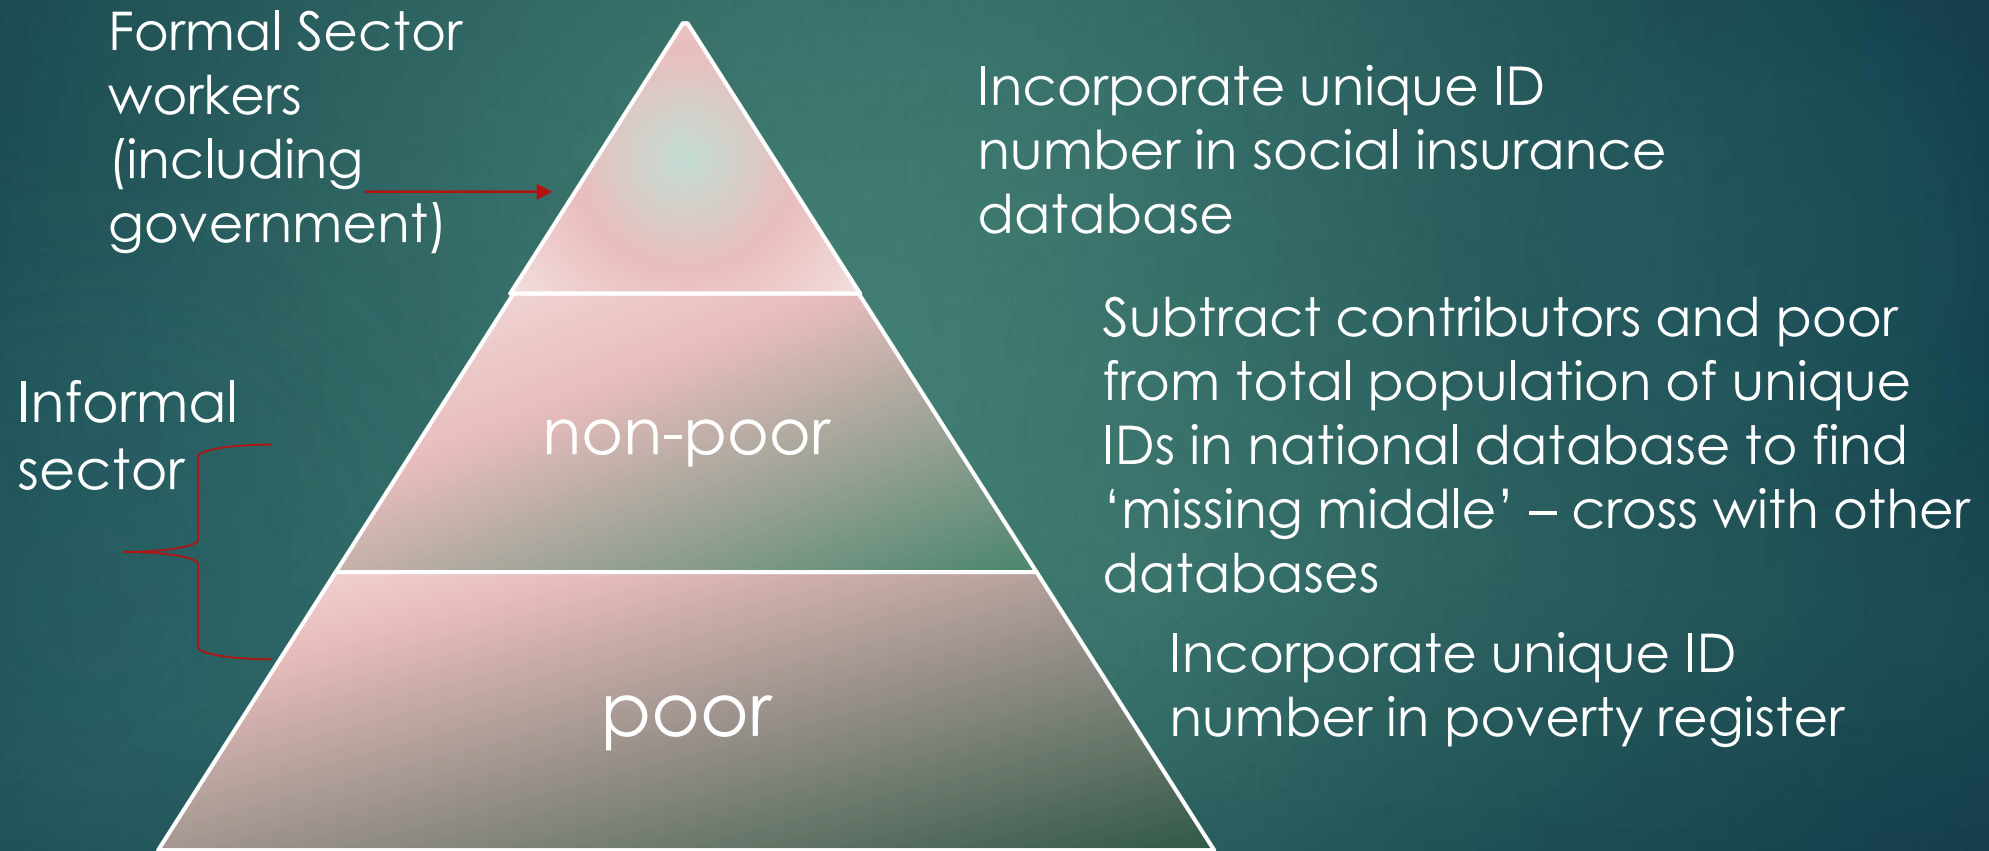 Formal Sector
workers
(including
government)
Incorporate unique ID
number in social insurance
database
Informal
sector
non-poor
Subtract contributors and poor
from total population of unique
IDs in national database to find
‘missing middle’ – cross with other
databases
poor
Incorporate unique ID
number in poverty register